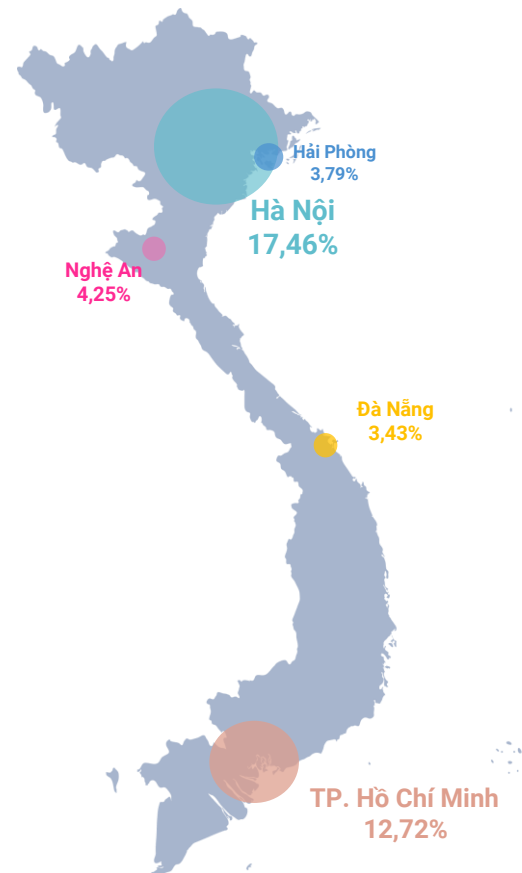 Hải Phòng
3,79%
Hà Nội
17,46%
Nghệ An
4,25%
Đà Nẵng
3,43%
TP. Hồ Chí Minh
12,72%